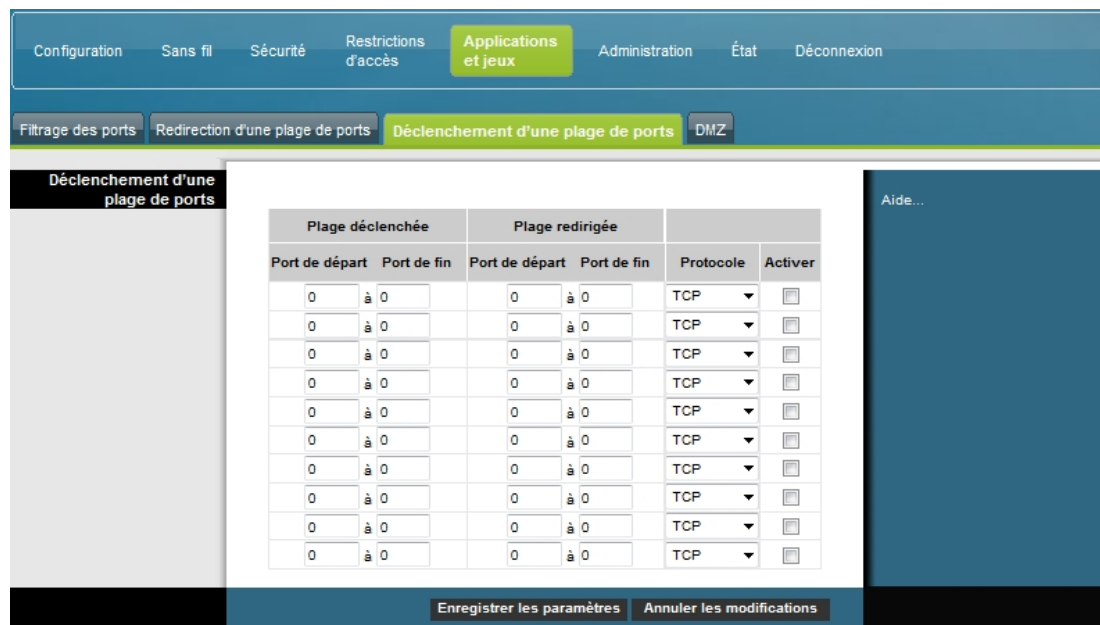 Configuration Sans fil Sécurité Restrictions d'accès Applications et jeux Administration État Déconnexion
Filtrage des ports Redirection d'une plage de ports Déclenchement d'une plage de ports DMZ
Déclenchement d'une
plage de ports
Aide...
Plage déclenchée Plage redirigée
Port de départ Port de fin Port de départ Port de fin Protocole Activer
0 à 0 0 à 0 TCP
0 à 0 0 à 0 TCP
0 à 0 0 à 0 TCP
0 à 0 0 à 0 TCP
0 à 0 0 à 0 TCP
0 à 0 0 à 0 TCP
0 à 0 0 à 0 TCP
0 à 0 0 à 0 TCP
0 à 0 0 à 0 TCP
0 à 0 0 à 0 TCP
Enregistrer les paramètres Annuler les modifications